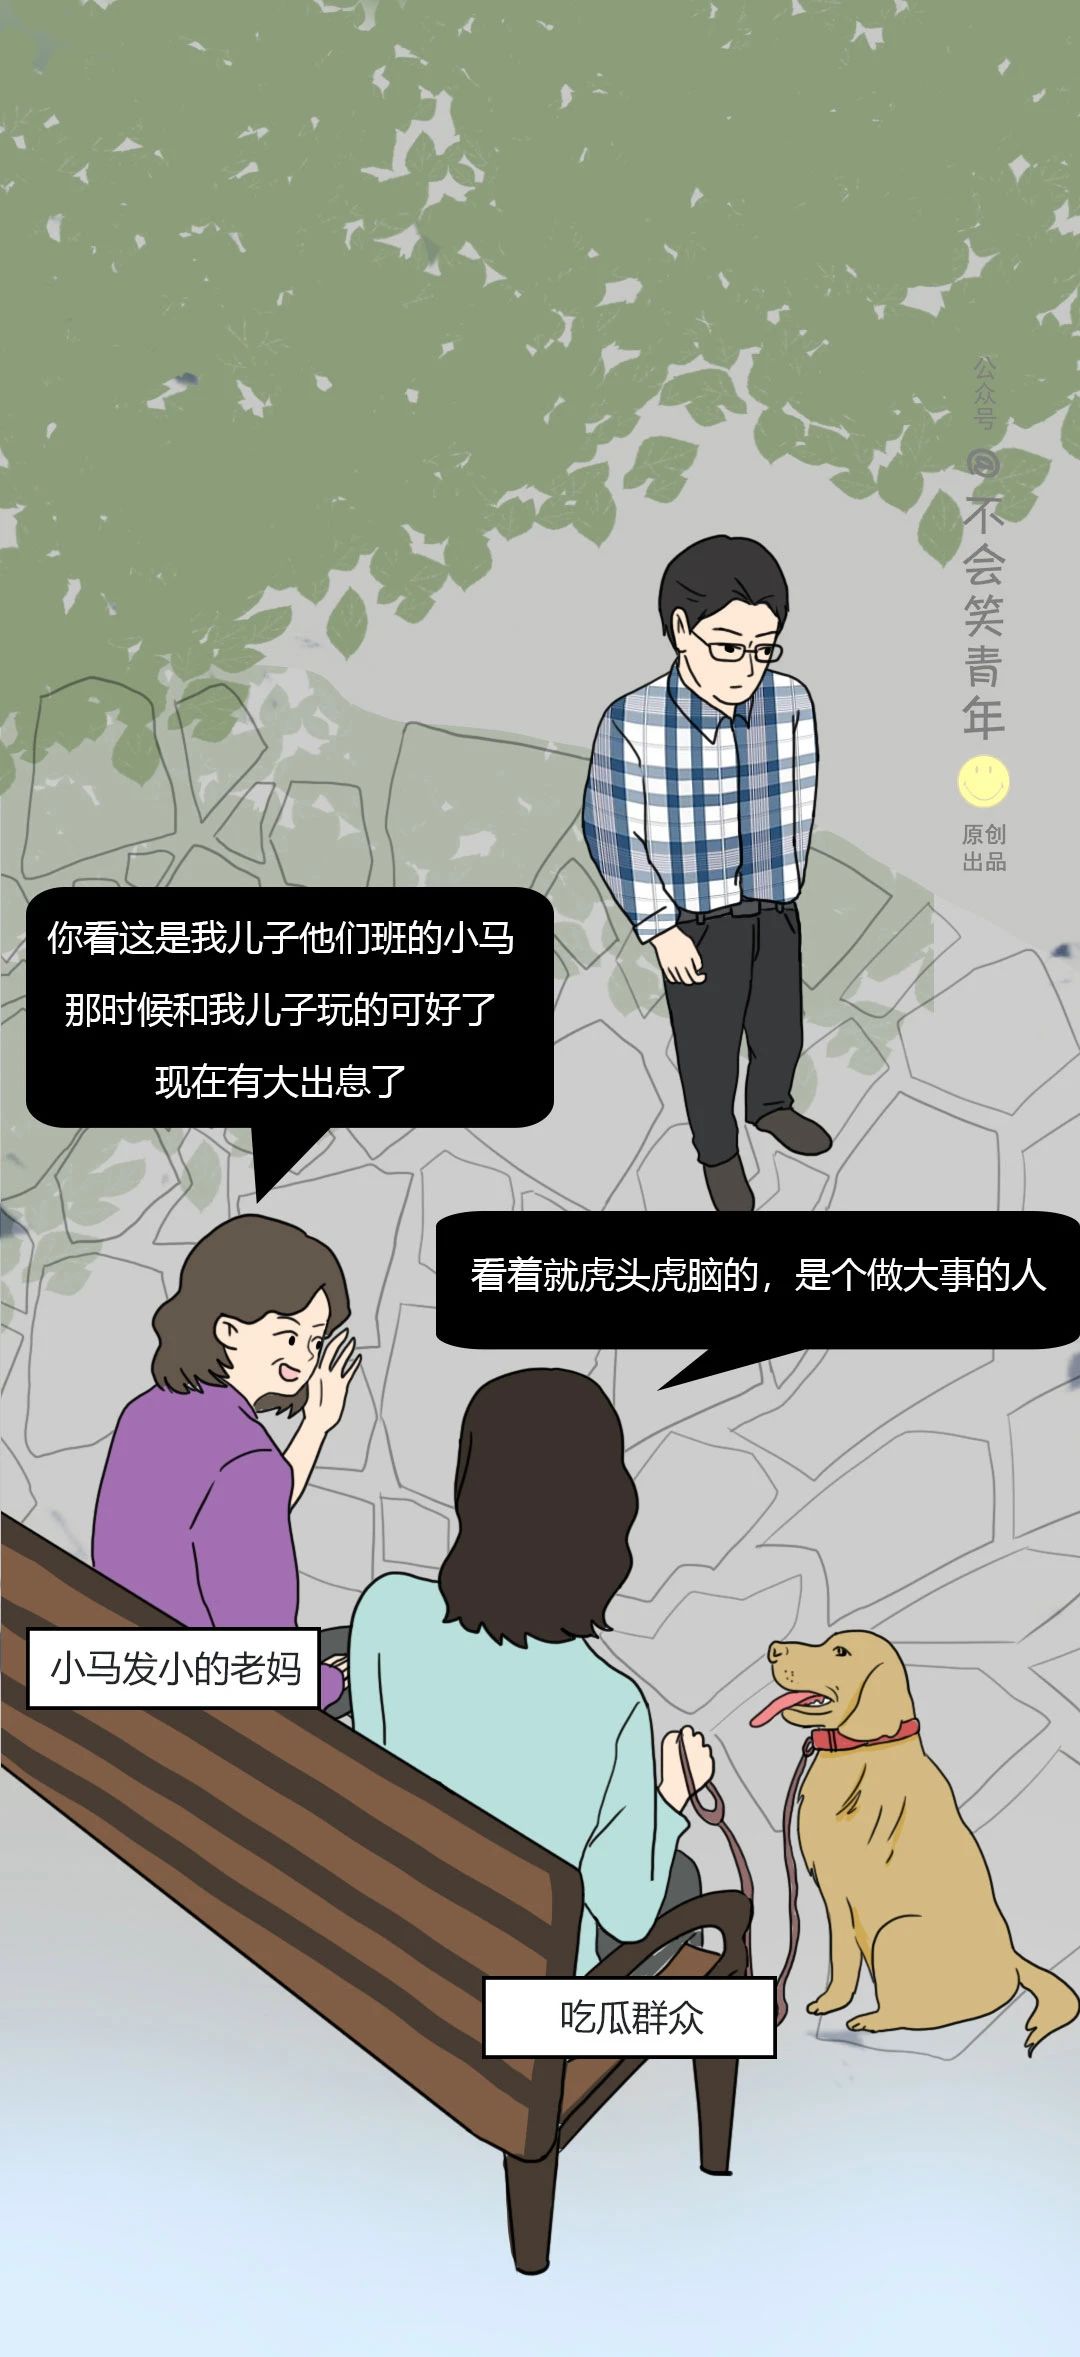 公众号
不会笑青年
原创
出品
你看这是我儿子他们班的小马
那时候和我儿子玩的可好了
现在有大出息了
看着就虎头虎脑的，是个做大事的人
小马发小的老妈
吃瓜群众